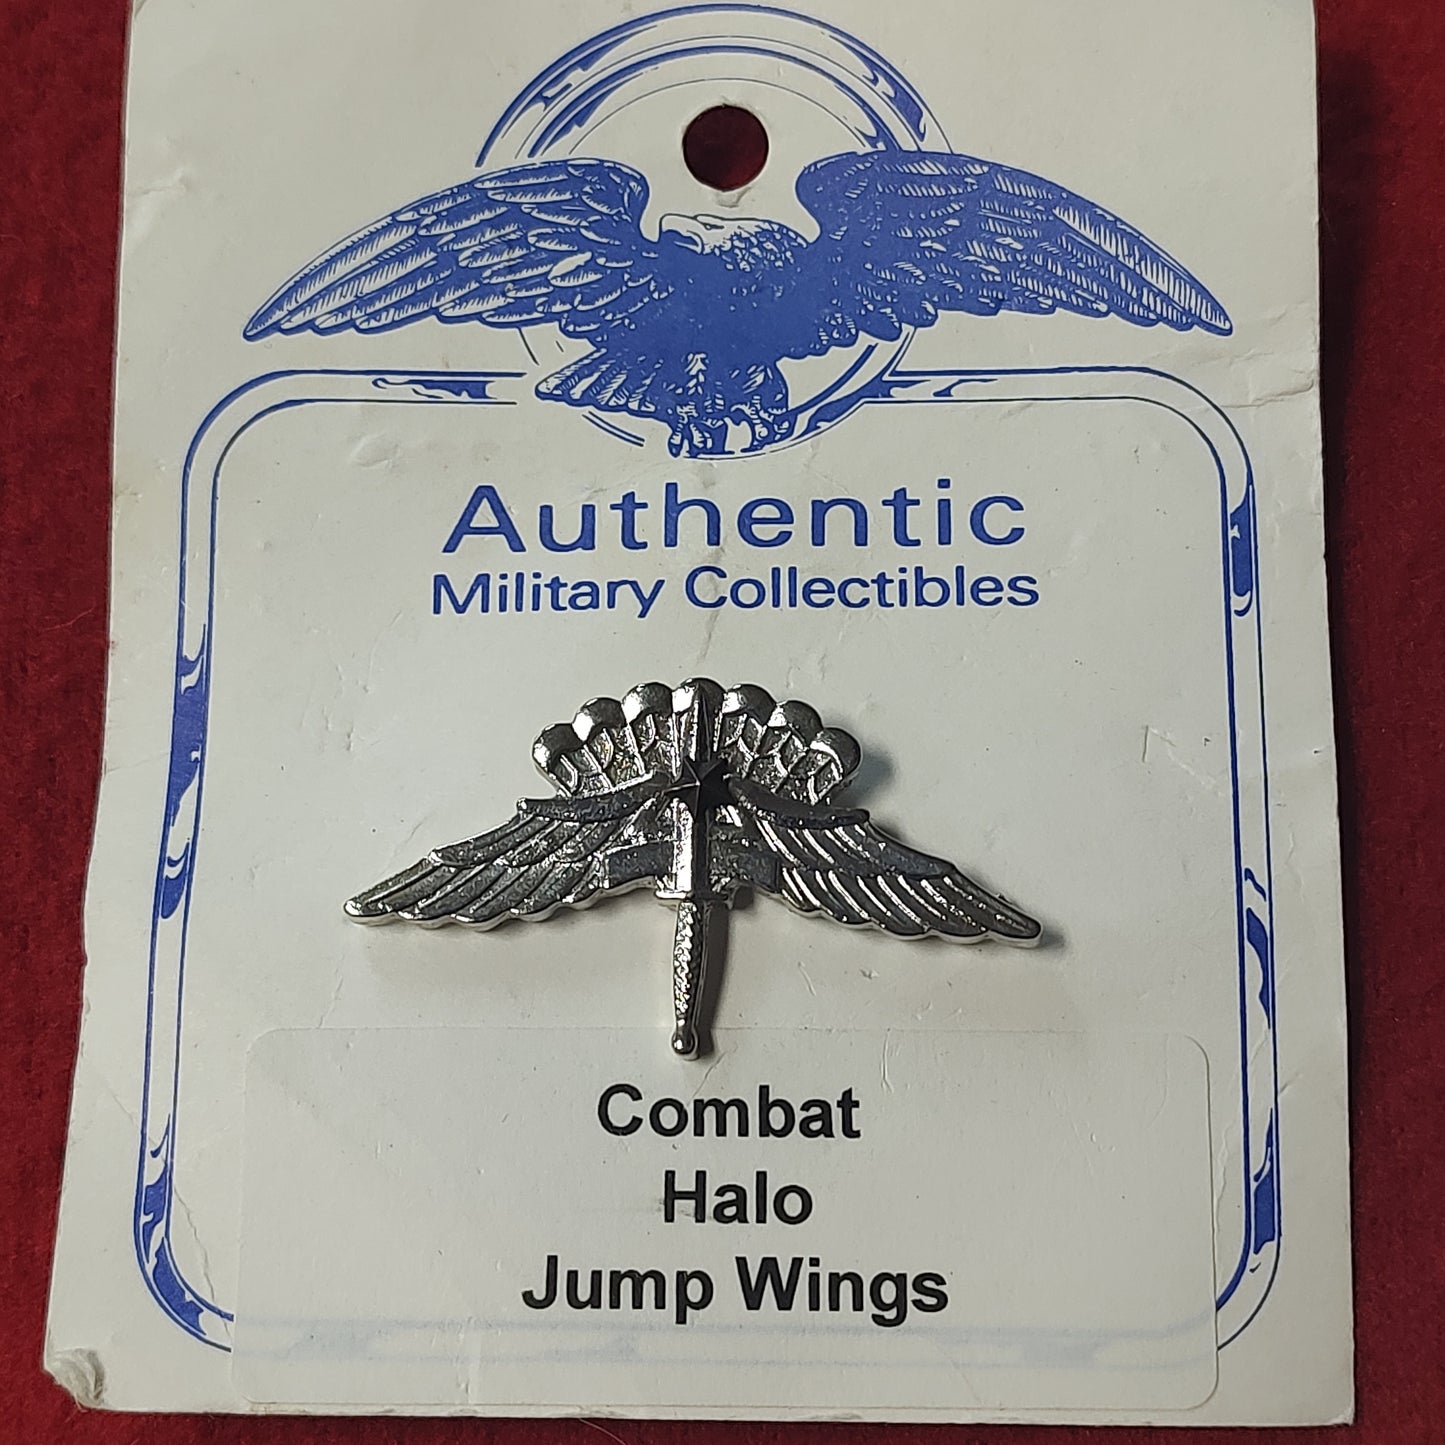 Authentic
Military Collectibles
Combat
Halo
Jump Wings